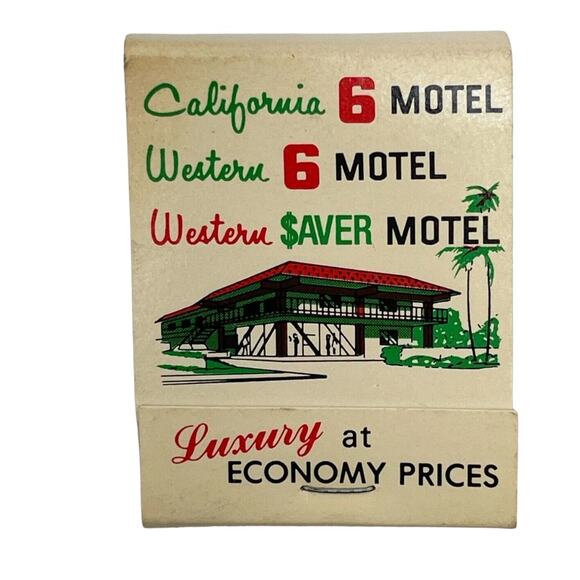 California 6 MOTEL
Western 6 MOTEL
Western $AVER MOTEL
Luxury at
ECONOMY PRICES